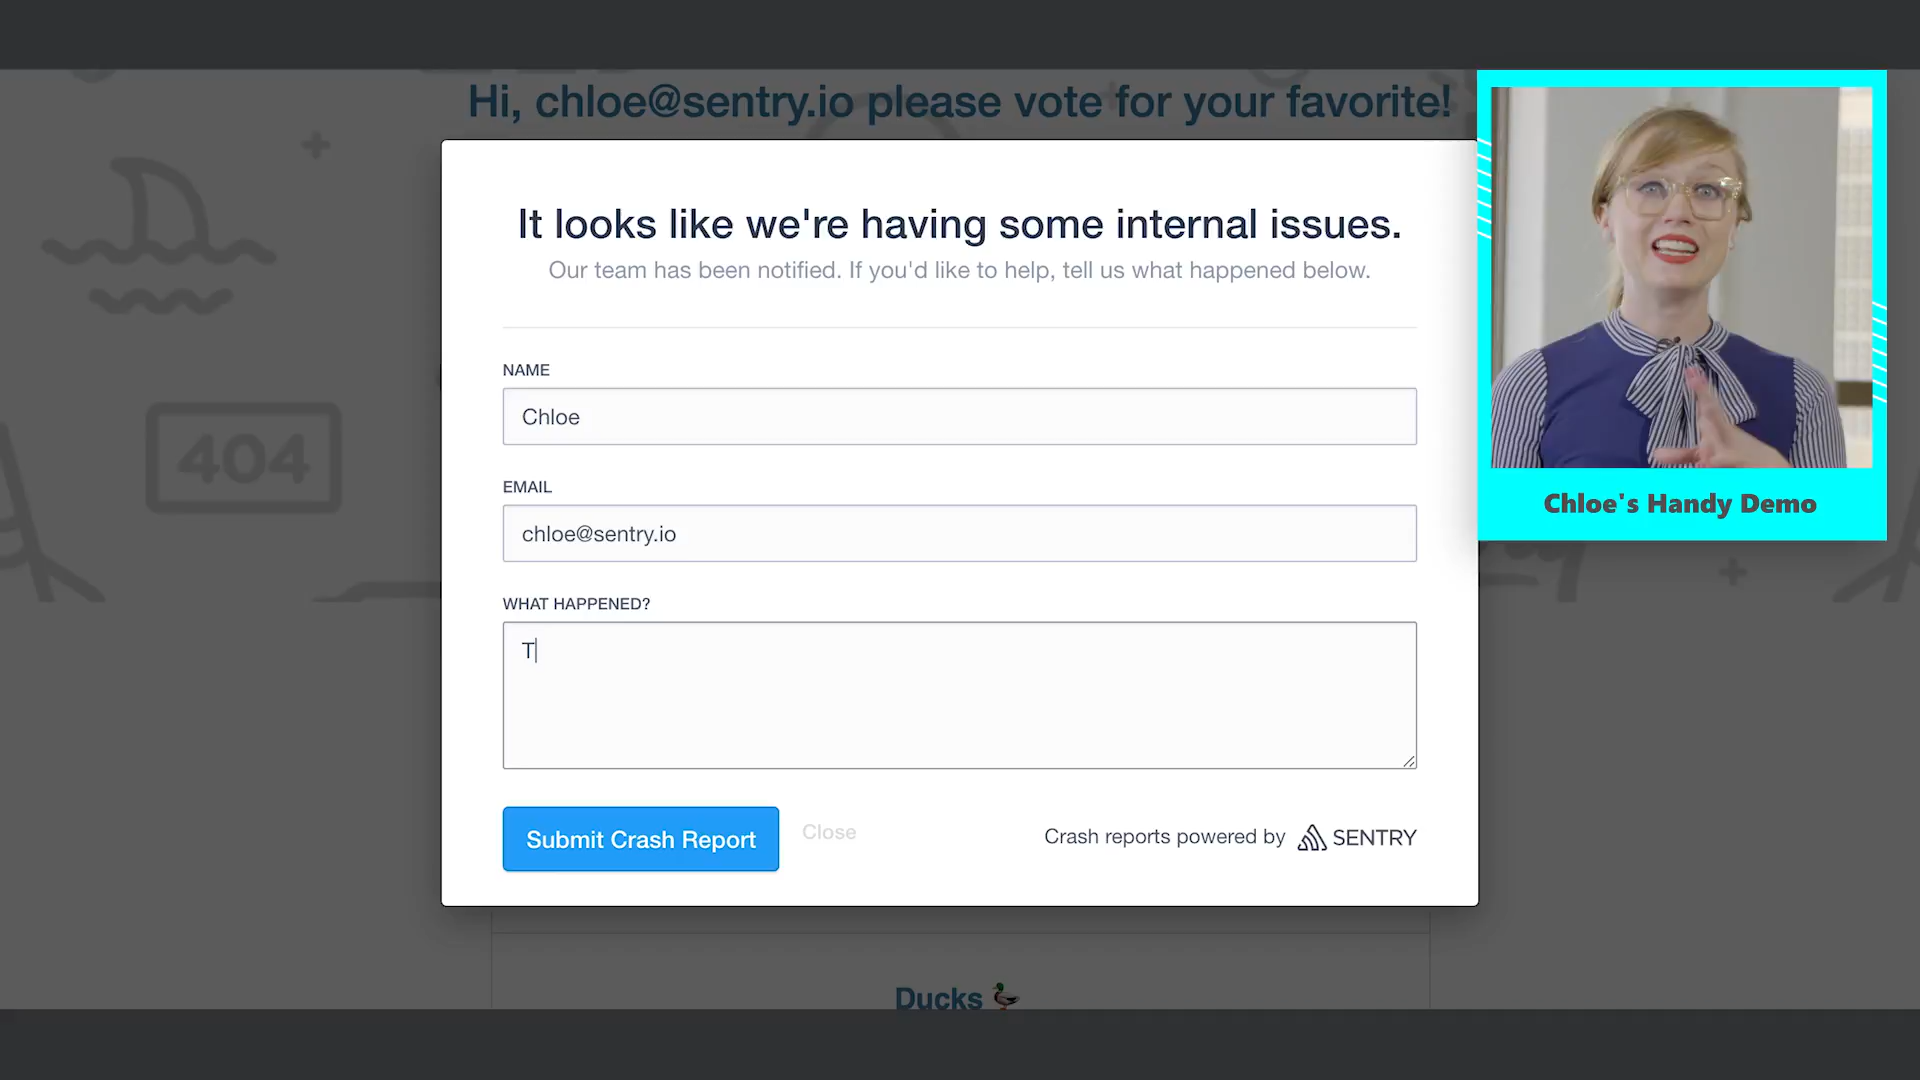 Hi, chloe@sentry.io please vote for your favorite!
It looks like we're having some internal issues.
Our team has been notified. If you'd like to help, tell us what happened below.
NAME
Chloe
EMAIL
chloe@sentry.io
WHAT HAPPENED?
T
Submit Crash Report
Close
Crash reports powered by SENTRY
Chloe's Handy Demo
404
Ducks 🦆